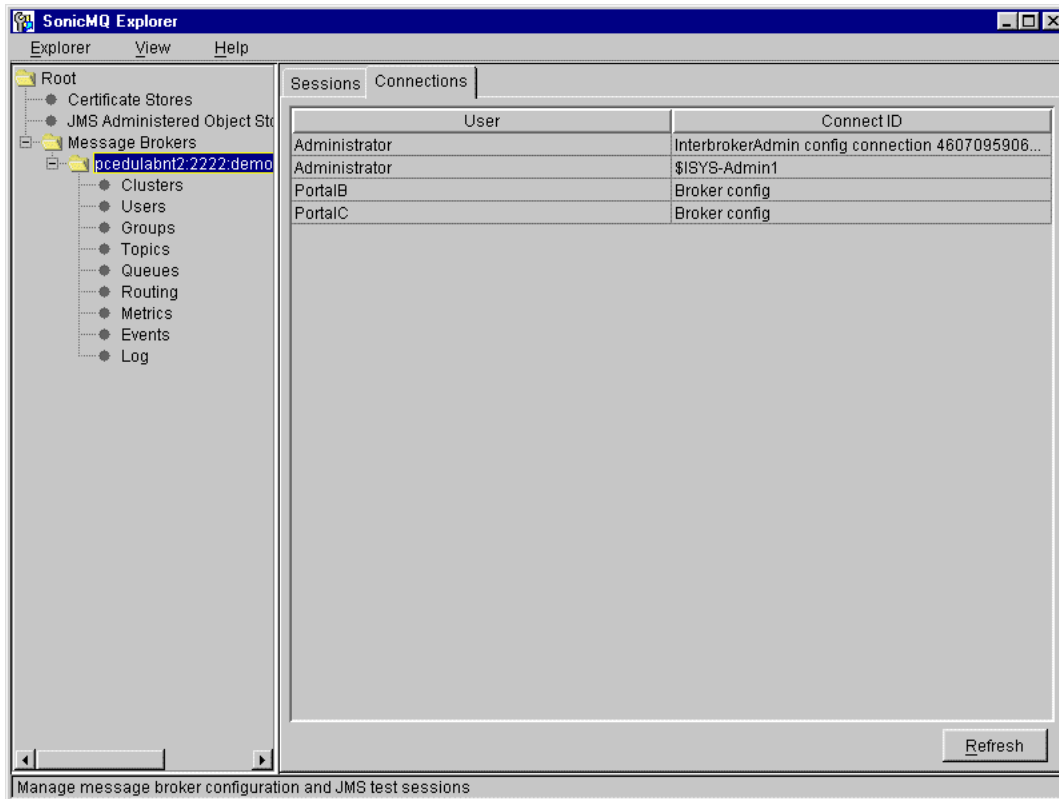 SonicMQ Explorer
Explorer View Help
Root
Certificate Stores
JMS Administered Object Sto
Message Brokers
pcedulabnt2:2222:demo
Clusters
Users
Groups
Topics
Queues
Routing
Metrics
Events
Log
Sessions Connections
User Connect ID
Administrator InterbrokerAdmin config connection 4607095906...
Administrator $ISYS-Admin1
PortalB Broker config
PortalC Broker config
Refresh
Manage message broker configuration and JMS test sessions